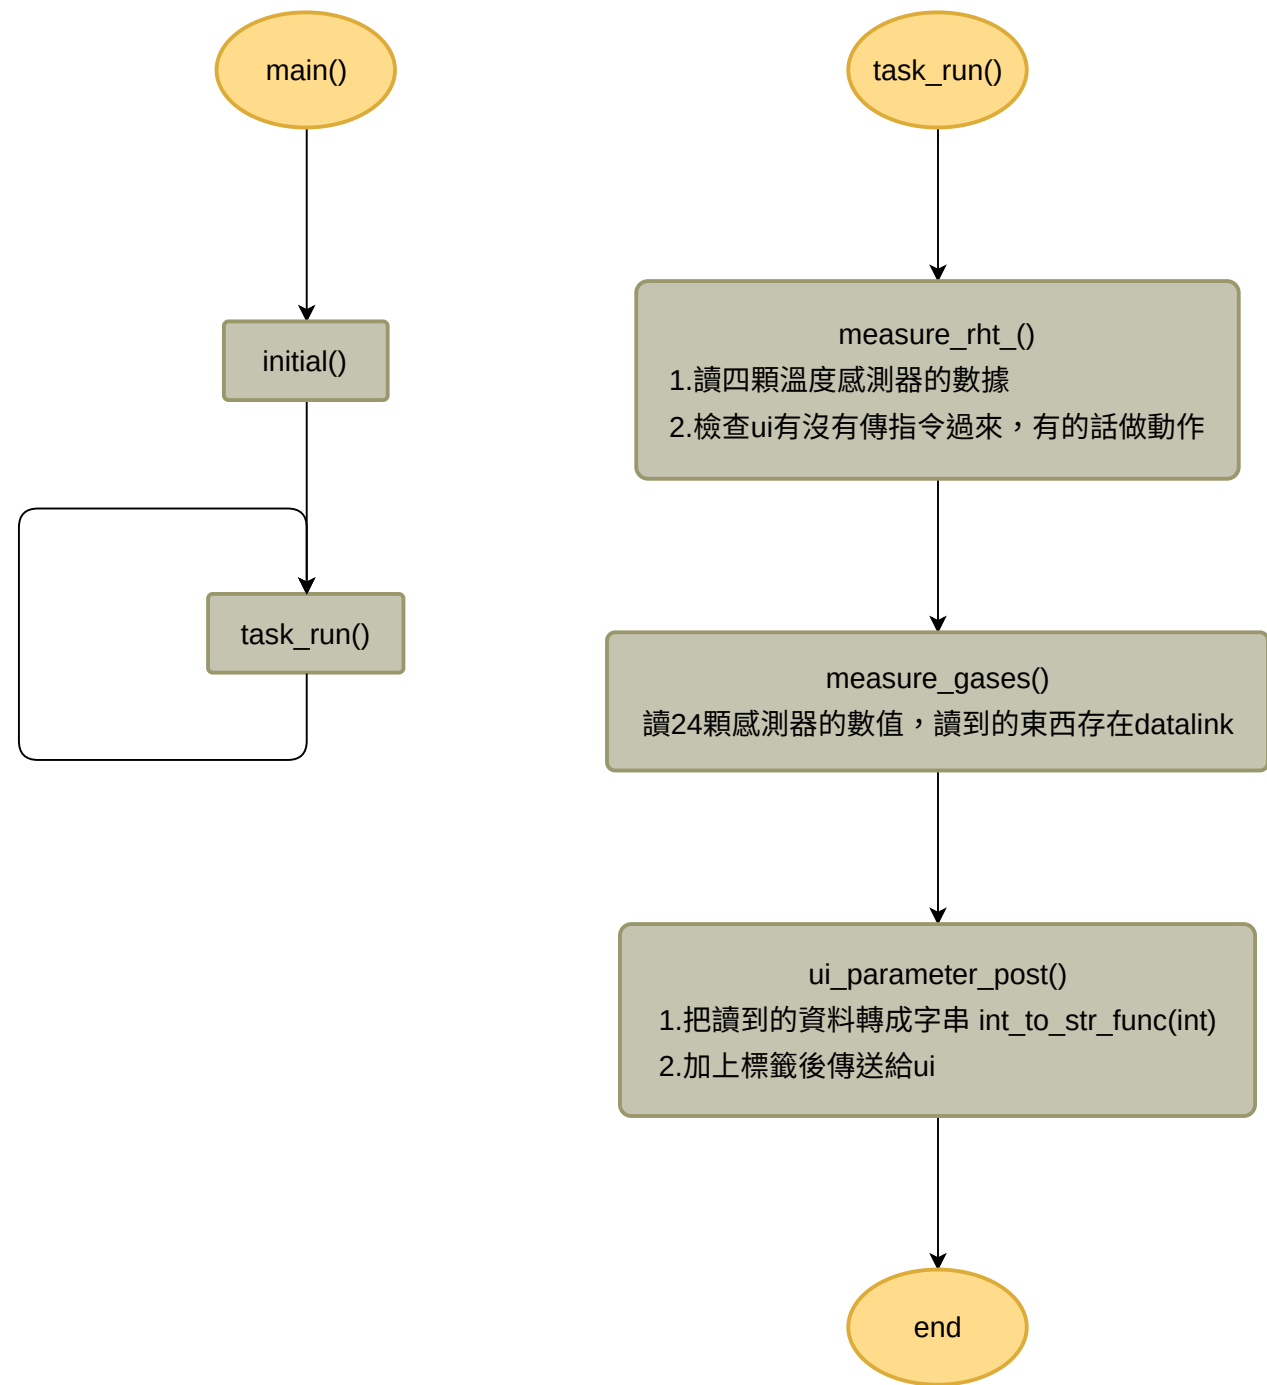 main()
initial()
task_run()
task_run()
measure_rht_()
1.讀四顆溫度感測器的數據
2.檢查ui有沒有傳指令過來，有的話做動作
measure_gases()
讀24顆感測器的數值，讀到的東西存在datalink
ui_parameter_post()
1.把讀到的資料轉成字串 int_to_str_func(int)
2.加上標籤後傳送給ui
end